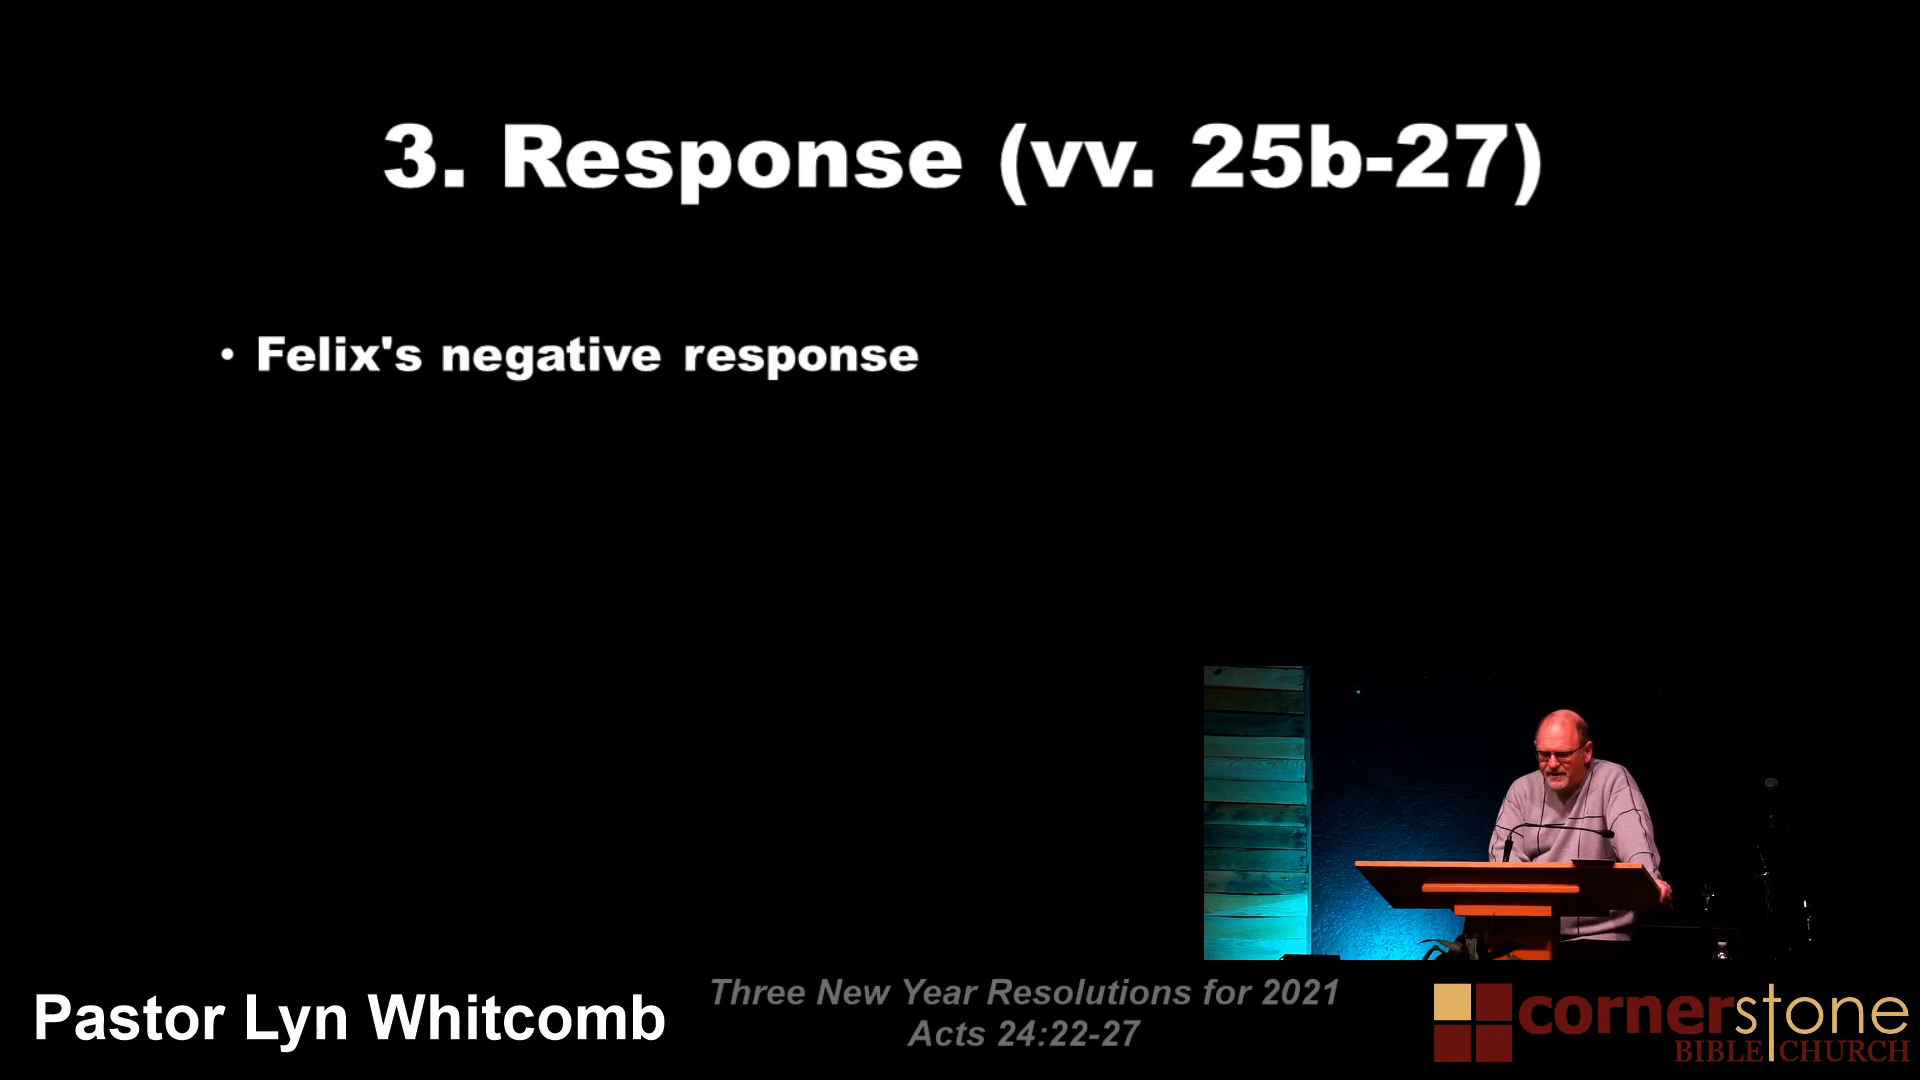 3. Response (vv. 25b-27)
• Felix's negative response
Pastor Lyn Whitcomb
Three New Year Resolutions for 2021
Acts 24:22-27
cornerstone
BIBLE CHURCH